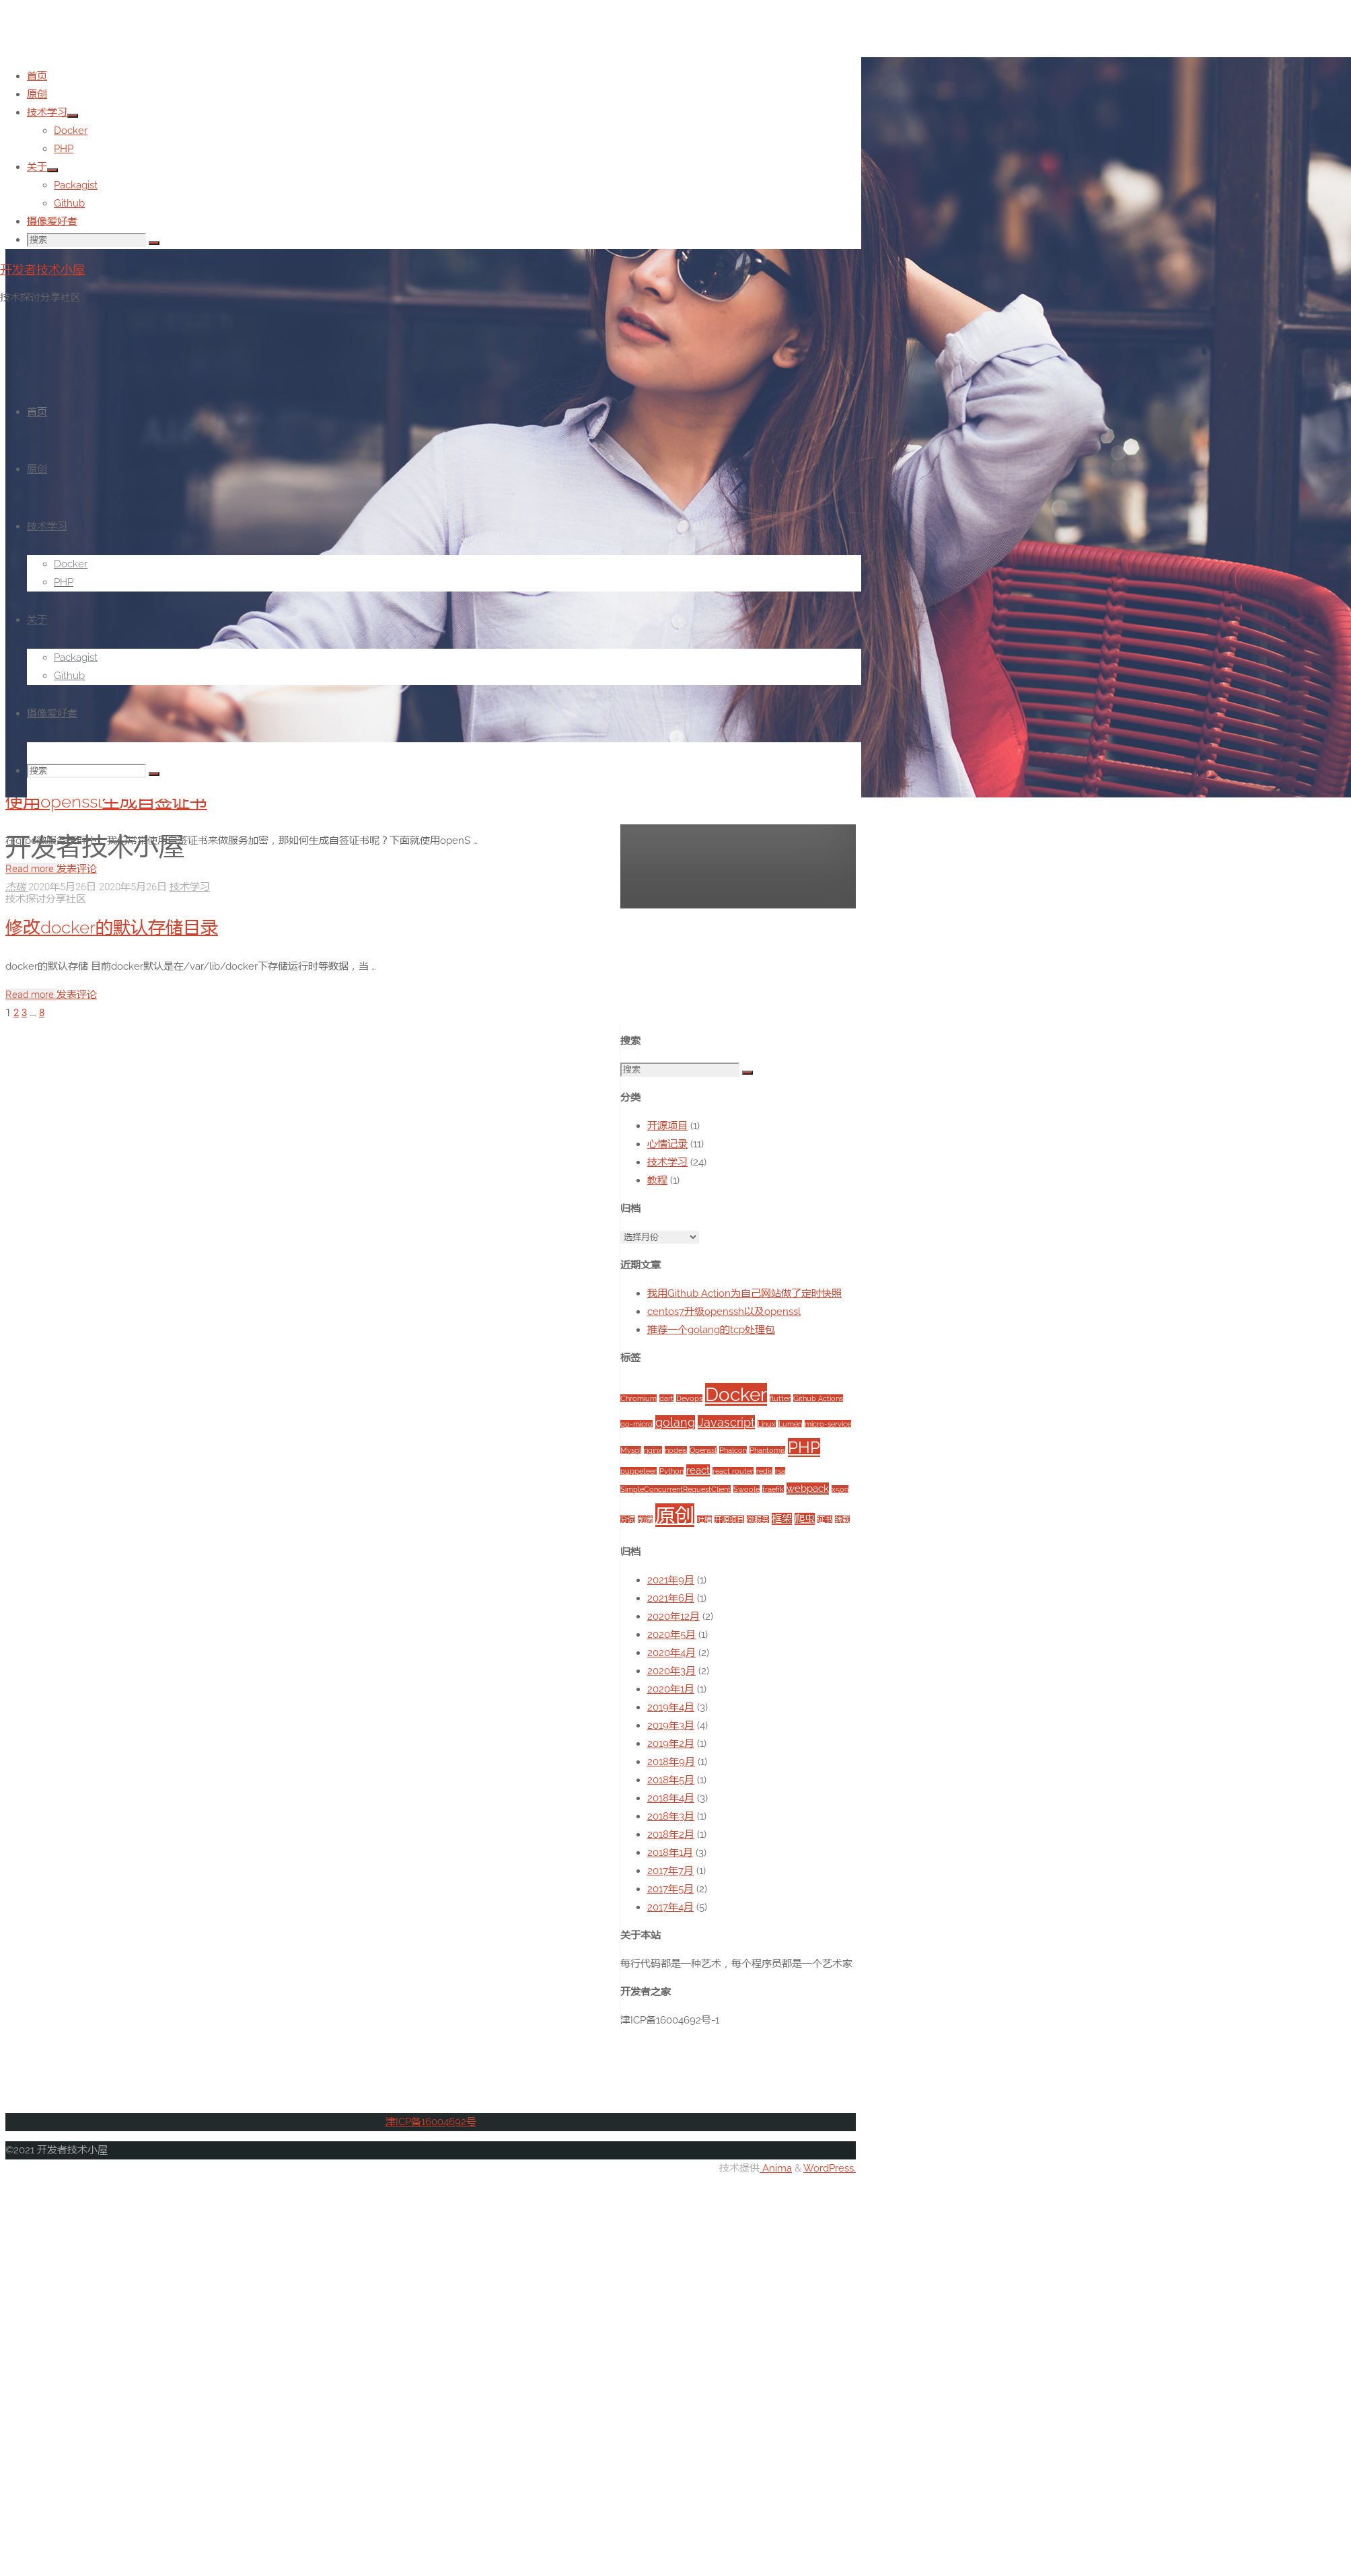 首页
原创
技术学习
Docker
PHP
关于
Packagist
Github
摄像爱好者
搜索
开发者技术小屋
技术探讨分享社区
首页
原创
技术学习
Docker
PHP
关于
Packagist
Github
摄像爱好者
搜索
使用openssl生成自签证书
我们常常使用自签证书来做服务加密，那如何生成自签证书呢？下面就使用openS ...
开发者技术小屋
Read more 发表评论
杰瑞 2020年5月26日 2020年5月26日 技术学习
技术探讨分享社区
修改docker的默认存储目录
docker的默认存储 目前docker默认是在/var/lib/docker下存储运行时等数据，当 ...
Read more 发表评论
1 2 3 … 8
搜索
搜索
分类
开源项目 (1)
心情记录 (11)
技术学习 (24)
教程 (1)
归档
选择月份
近期文章
我用Github Action为自己网站做了定时快照
centos7升级openssh以及openssl
推荐一个golang的tcp处理包
标签
Chromium dart Devops Docker flutter Github Actions
go-micro golang Javascript Linux Lumen micro-service
Mysql nginx nodejs Openssl Phalcon Phantomjs PHP
puppeteer Python react react router redis rsa
SimpleConcurrentRequestClient Swoole traefik webpack
原创 吐槽 开源项目 框架 爬虫 证书
归档
2021年9月 (1)
2021年6月 (1)
2020年12月 (2)
2020年5月 (1)
2020年4月 (2)
2020年3月 (2)
2020年1月 (1)
2019年4月 (3)
2019年3月 (4)
2019年2月 (1)
2018年9月 (1)
2018年5月 (1)
2018年4月 (3)
2018年3月 (1)
2018年2月 (1)
2018年1月 (3)
2017年7月 (1)
2017年5月 (2)
2017年4月 (5)
关于本站
每行代码都是一种艺术，每个程序员都是一个艺术家
开发者之家
津ICP备16004692号-1
津ICP备16004692号
©2021 开发者技术小屋
技术提供 Anima & WordPress.